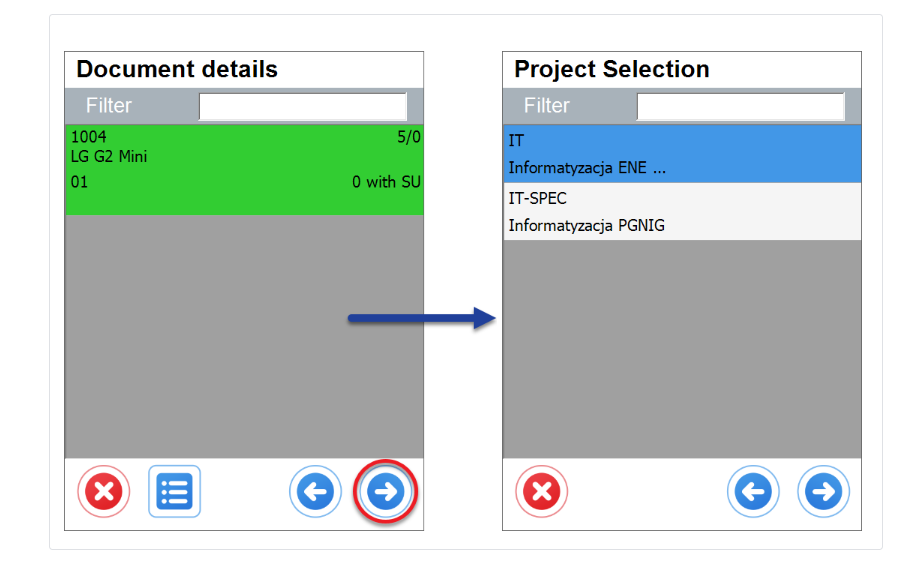 Document details
Filter
1004 5/0
LG G2 Mini
01 0 with SU
Project Selection
Filter
IT
Informatyzacja ENE ...
IT-SPEC
Informatyzacja PGNIG